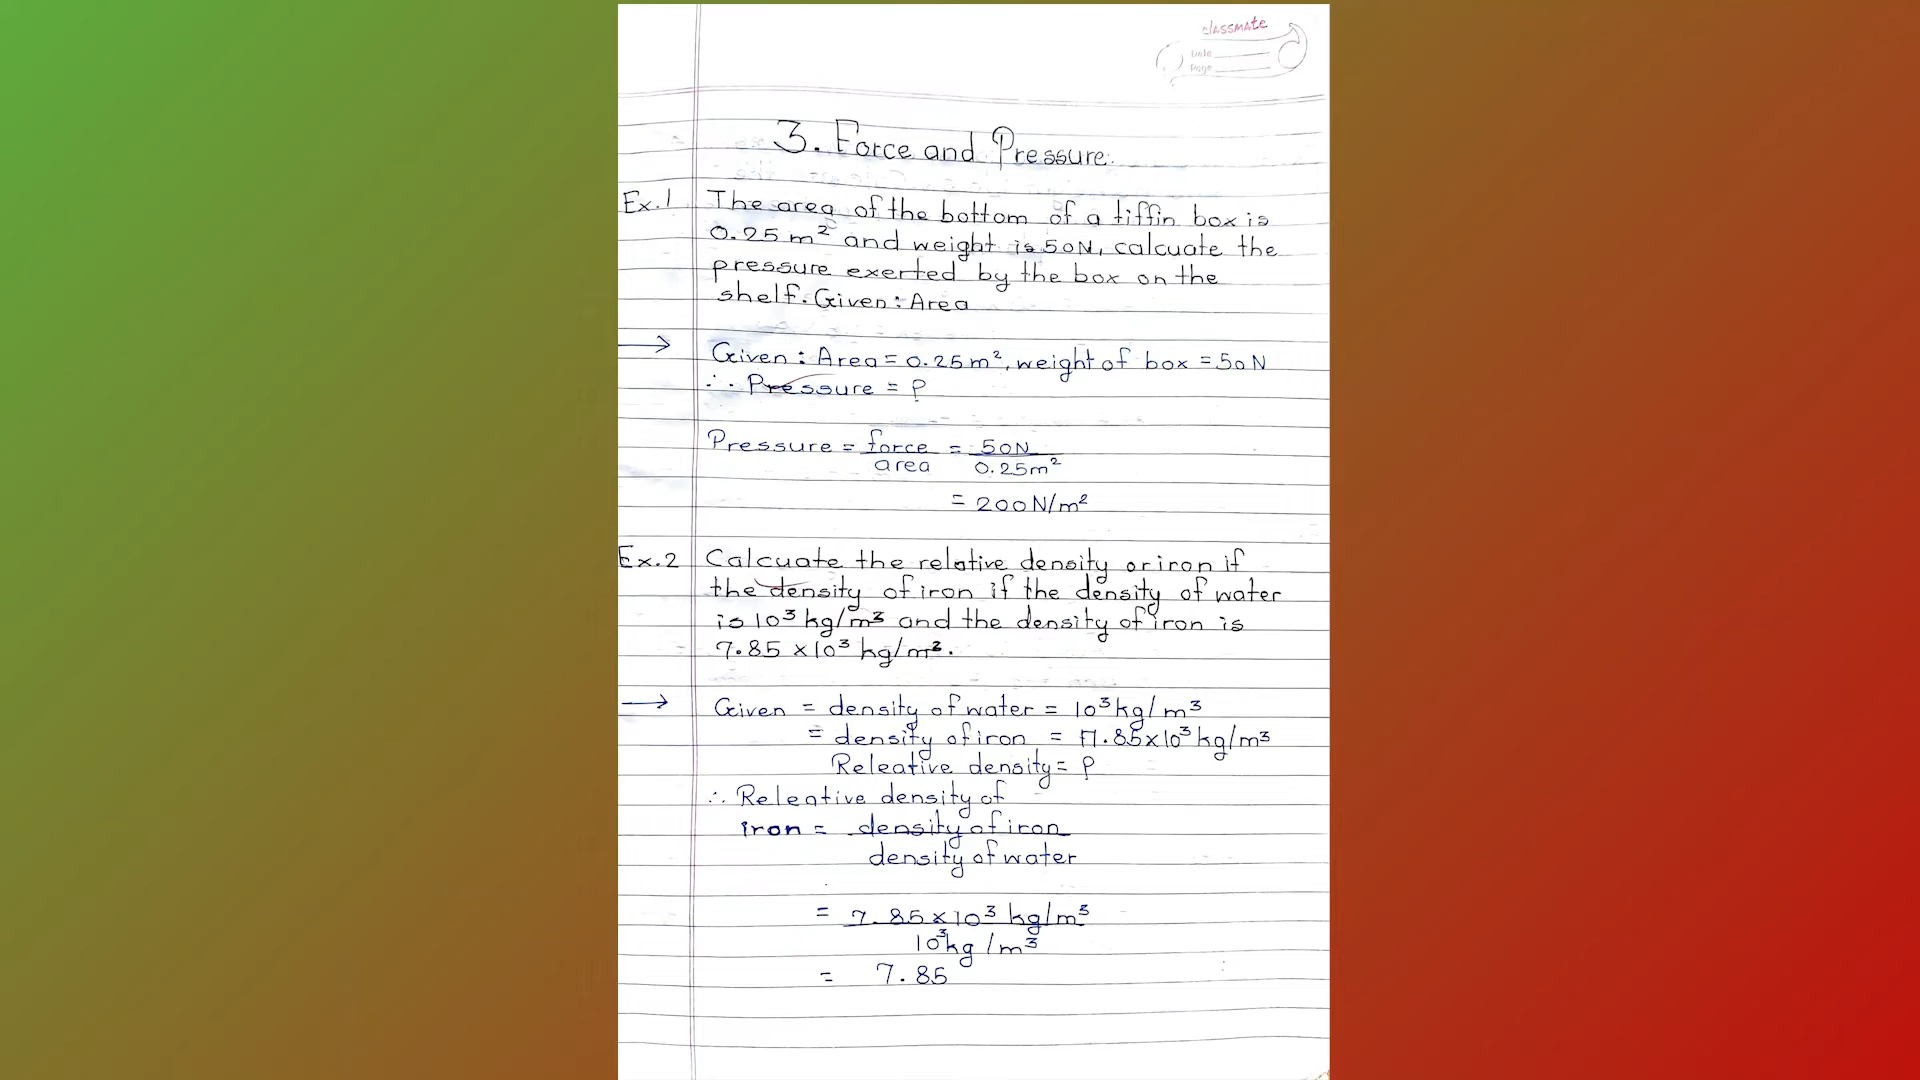 classmate
Date
Page
3. Force and Pressure.
Ex.1 The area of the bottom of a tiffin box is
0.25 m² and weight is 50N, calcuate the
pressure exerted by the box on the
shelf. Given: Area
→ Given : Area = 0.25 m², weight of box = 50 N
∴ Pressure = ?
Pressure = force/area = 50N/0.25m²
= 200 N/m²
Ex.2 Calcuate the relative density or iron if
the density of iron if the density of water
is 10³ kg/m³ and the density of iron is
7.85 ×10³ kg/m².
→ Given = density of water = 10³ kg/m³
= density of iron = 7.85×10³ kg/m³
Releative density = ?
∴ Releative density of
iron = density of iron
density of water
= 7.85×10³ kg/m³
10³kg /m³
= 7.85